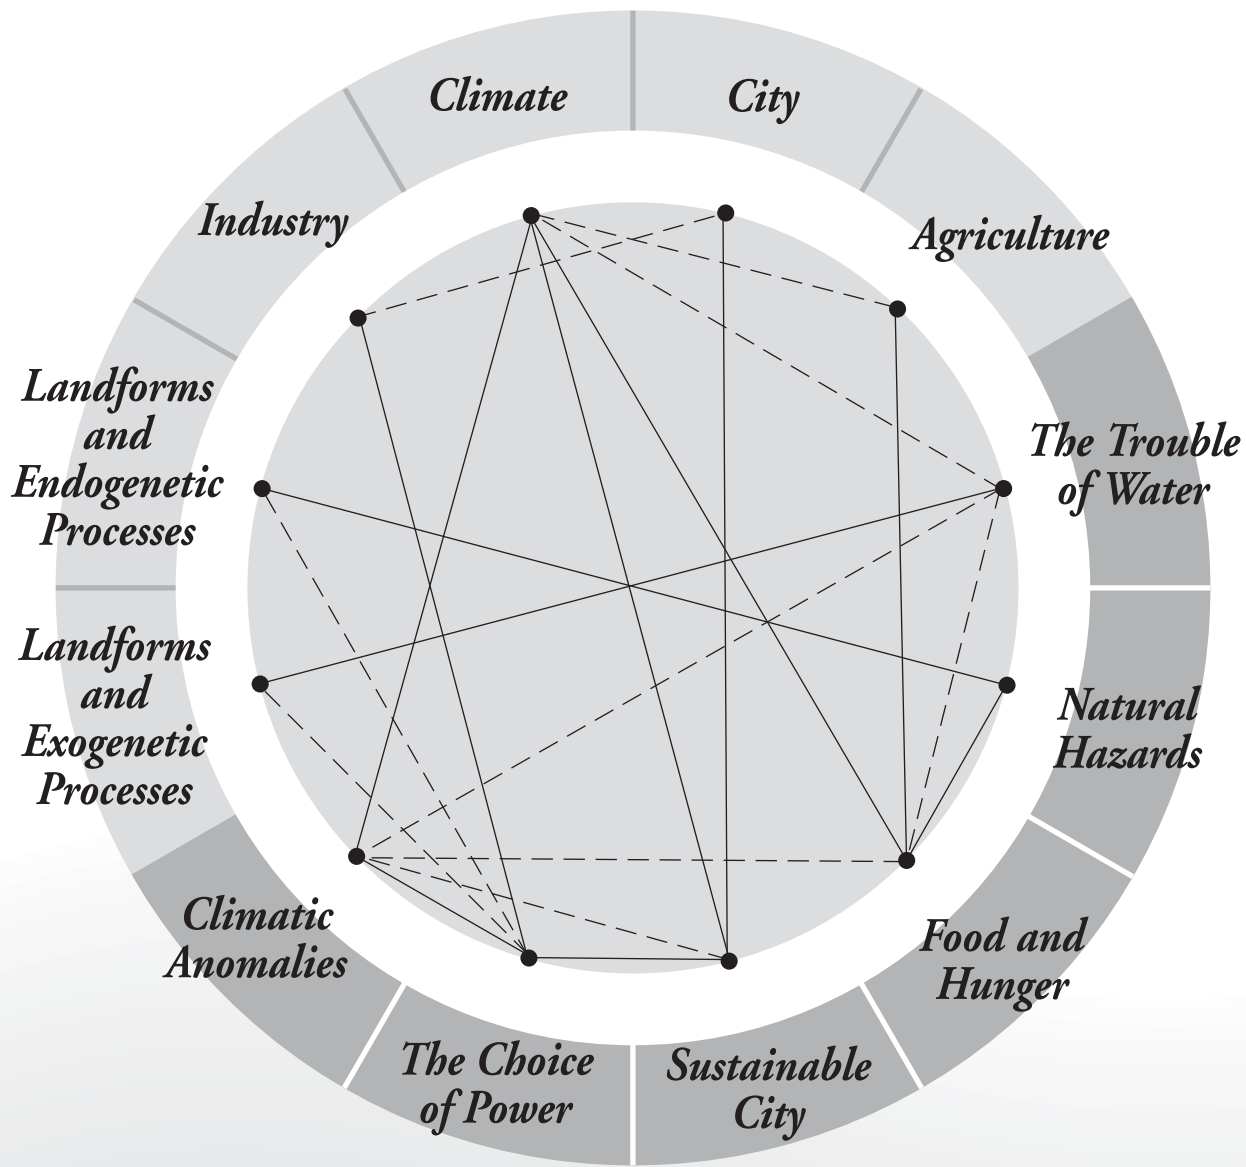 Climate
City
Industry
Agriculture
Landforms
and
Endogenetic
Processes
The Trouble
of Water
Landforms
and
Exogenetic
Processes
Natural
Hazards
Climatic
Anomalies
Food and
Hunger
The Choice
of Power
Sustainable
City